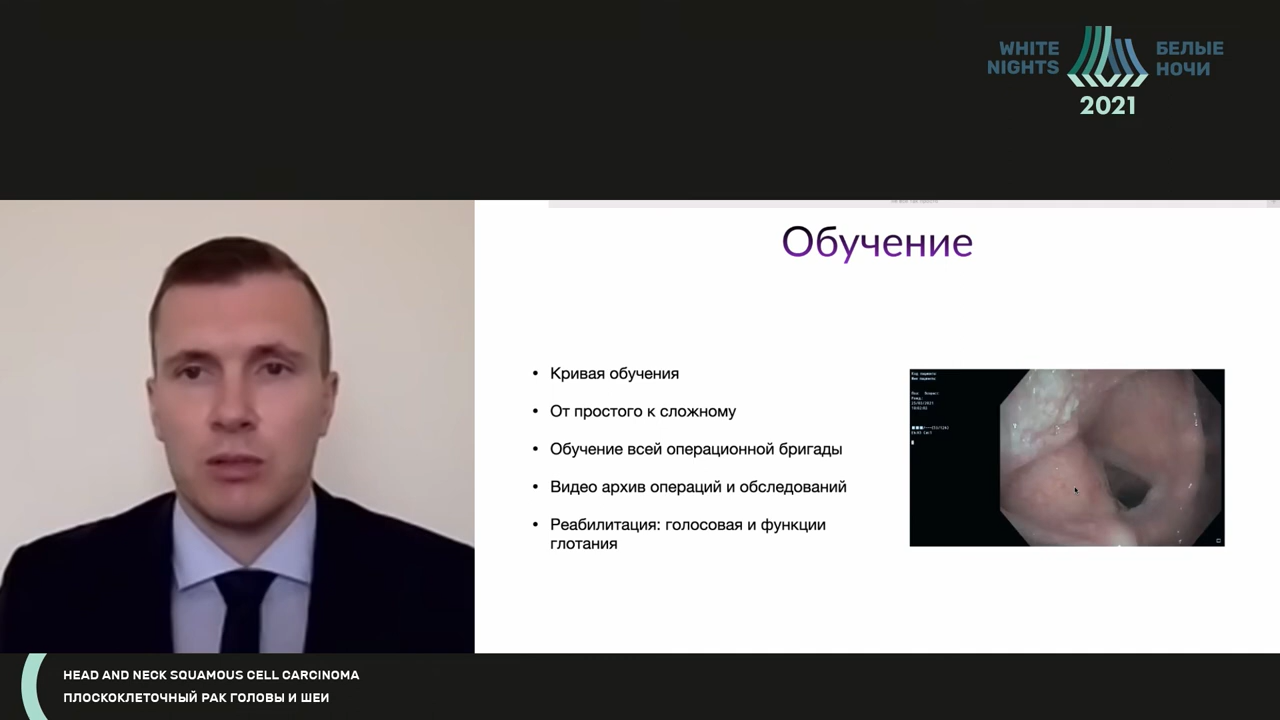 WHITE NIGHTS
БЕЛЫЕ НОЧИ
2021
Обучение
• Кривая обучения
• От простого к сложному
• Обучение всей операционной бригады
• Видео архив операций и обследований
• Реабилитация: голосовая и функции
глотания
HEAD AND NECK SQUAMOUS CELL CARCINOMA
ПЛОСКОКЛЕТОЧНЫЙ РАК ГОЛОВЫ И ШЕИ